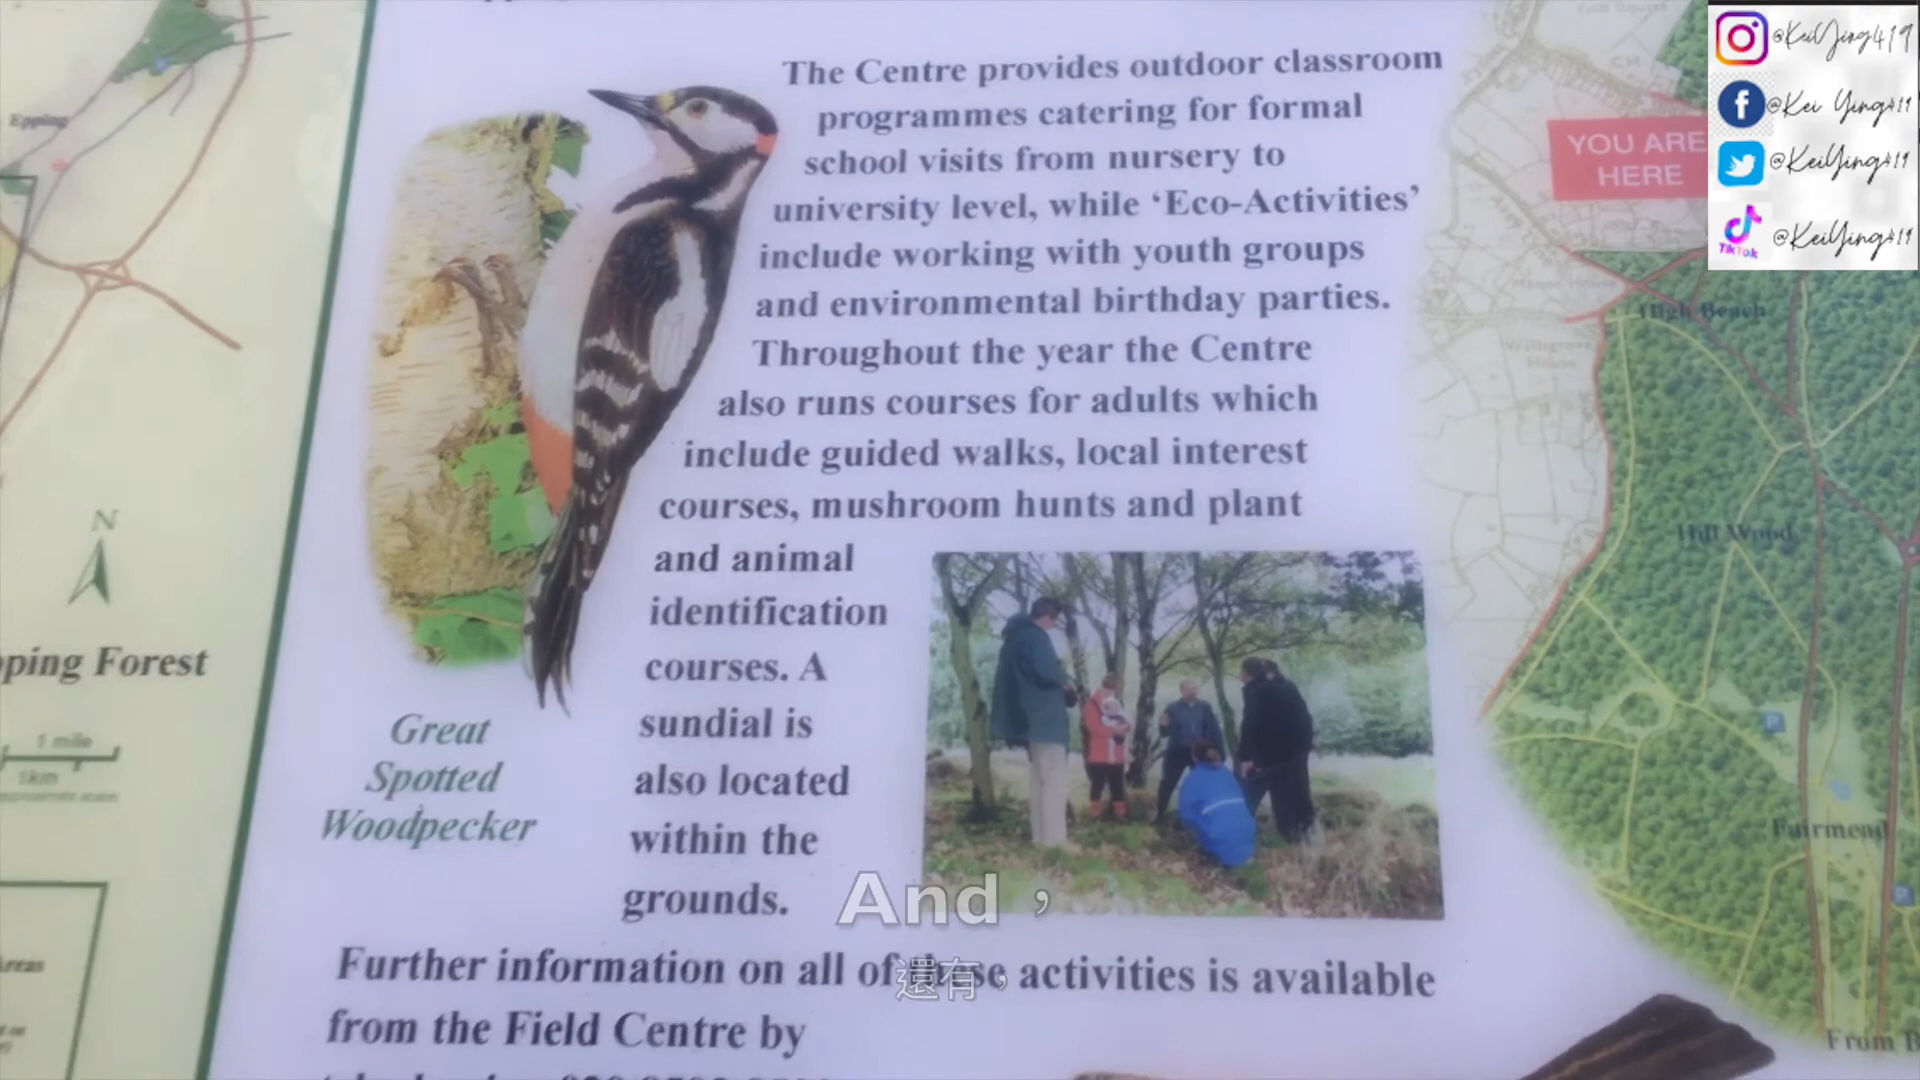 The Centre provides outdoor classroom
programmes catering for formal
school visits from nursery to
university level, while ‘Eco-Activities’
include working with youth groups
and environmental birthday parties.
Throughout the year the Centre
also runs courses for adults which
include guided walks, local interest
courses, mushroom hunts and plant
and animal
identification
courses. A
sundial is
also located
within the
grounds.
Further information on all of these activities is available
from the Field Centre by
Great
Spotted
Woodpecker
And ，
還有，
Epping
N
pping Forest
1 mile
1km
YOU ARE
HERE
High Beach
Hill Wood
Fairmead
From B
P
P
@KeiYing419
@Kei Ying419
@KeiYing419
TikTok
@KeiYing419